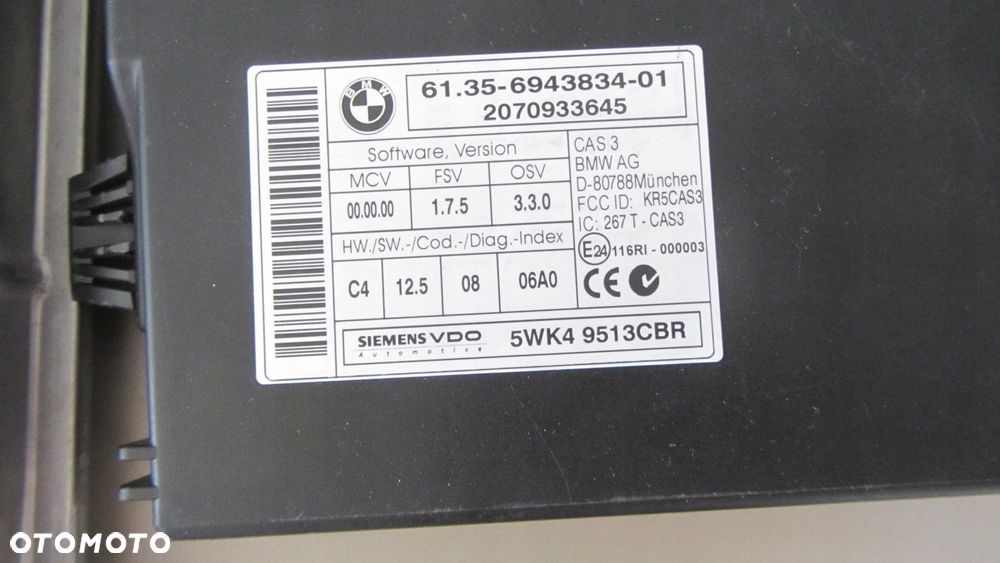 BMW
61.35-6943834-01
2070933645
Software, Version
MCV FSV OSV
00.00.00 1.7.5 3.3.0
HW./SW.-/Cod.-/Diag.-Index
C4 12.5 08 06A0
CAS 3
BMW AG
D-80788München
FCC ID: KR5CAS3
IC: 267 T - CAS3
E24 116RI - 000003
CE
SIEMENS VDO
Automotive
5WK4 9513CBR
OTOMOTO